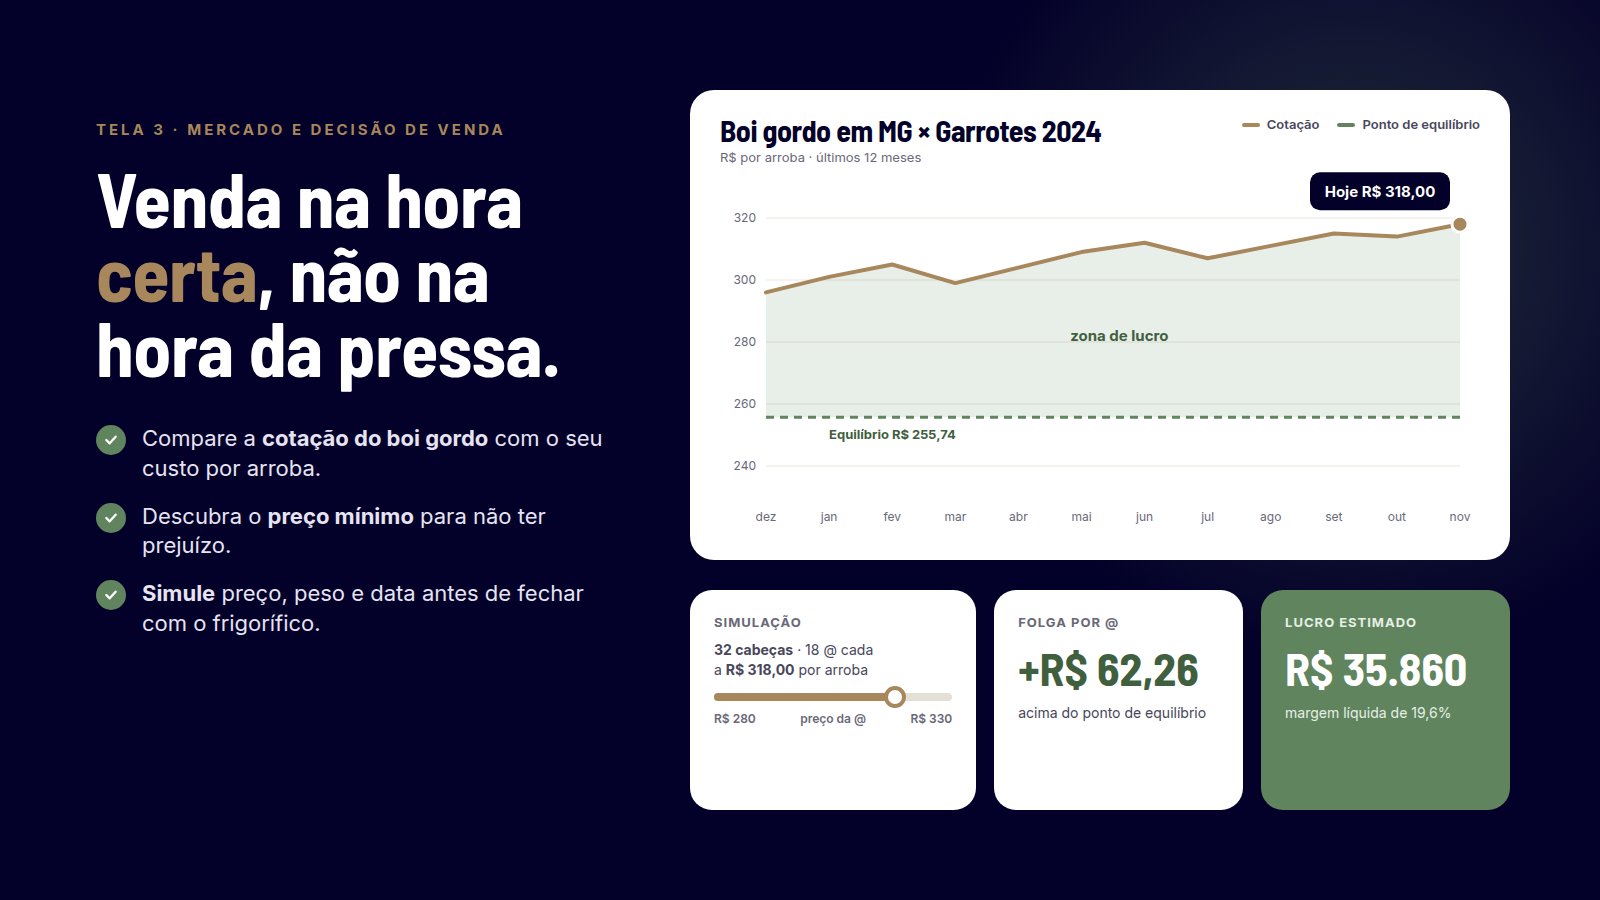 TELA 3 · MERCADO E DECISÃO DE VENDA
Venda na hora
certa, não na
hora da pressa.
Compare a cotação do boi gordo com o seu
custo por arroba.
Descubra o preço mínimo para não ter
prejuízo.
Simule preço, peso e data antes de fechar
com o frigorífico.
Boi gordo em MG × Garrotes 2024
R$ por arroba · últimos 12 meses
Cotação
Ponto de equilíbrio
Hoje R$ 318,00
320
300
280
260
240
zona de lucro
Equilíbrio R$ 255,74
dez jan fev mar abr mai jun jul ago set out nov
SIMULAÇÃO
32 cabeças · 18 @ cada
a R$ 318,00 por arroba
R$ 280 preço da @ R$ 330
FOLGA POR @
+R$ 62,26
acima do ponto de equilíbrio
LUCRO ESTIMADO
R$ 35.860
margem líquida de 19,6%